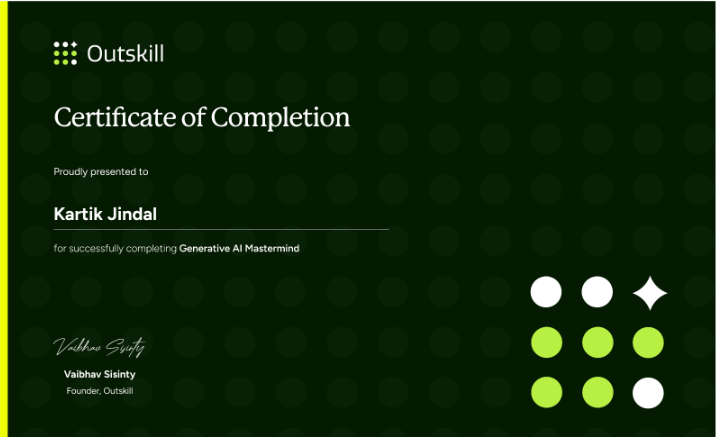 Outskill
Certificate of Completion
Proudly presented to
Kartik Jindal
for successfully completing Generative AI Mastermind
Vaibhav Sisinty
Vaibhav Sisinty
Founder, Outskill